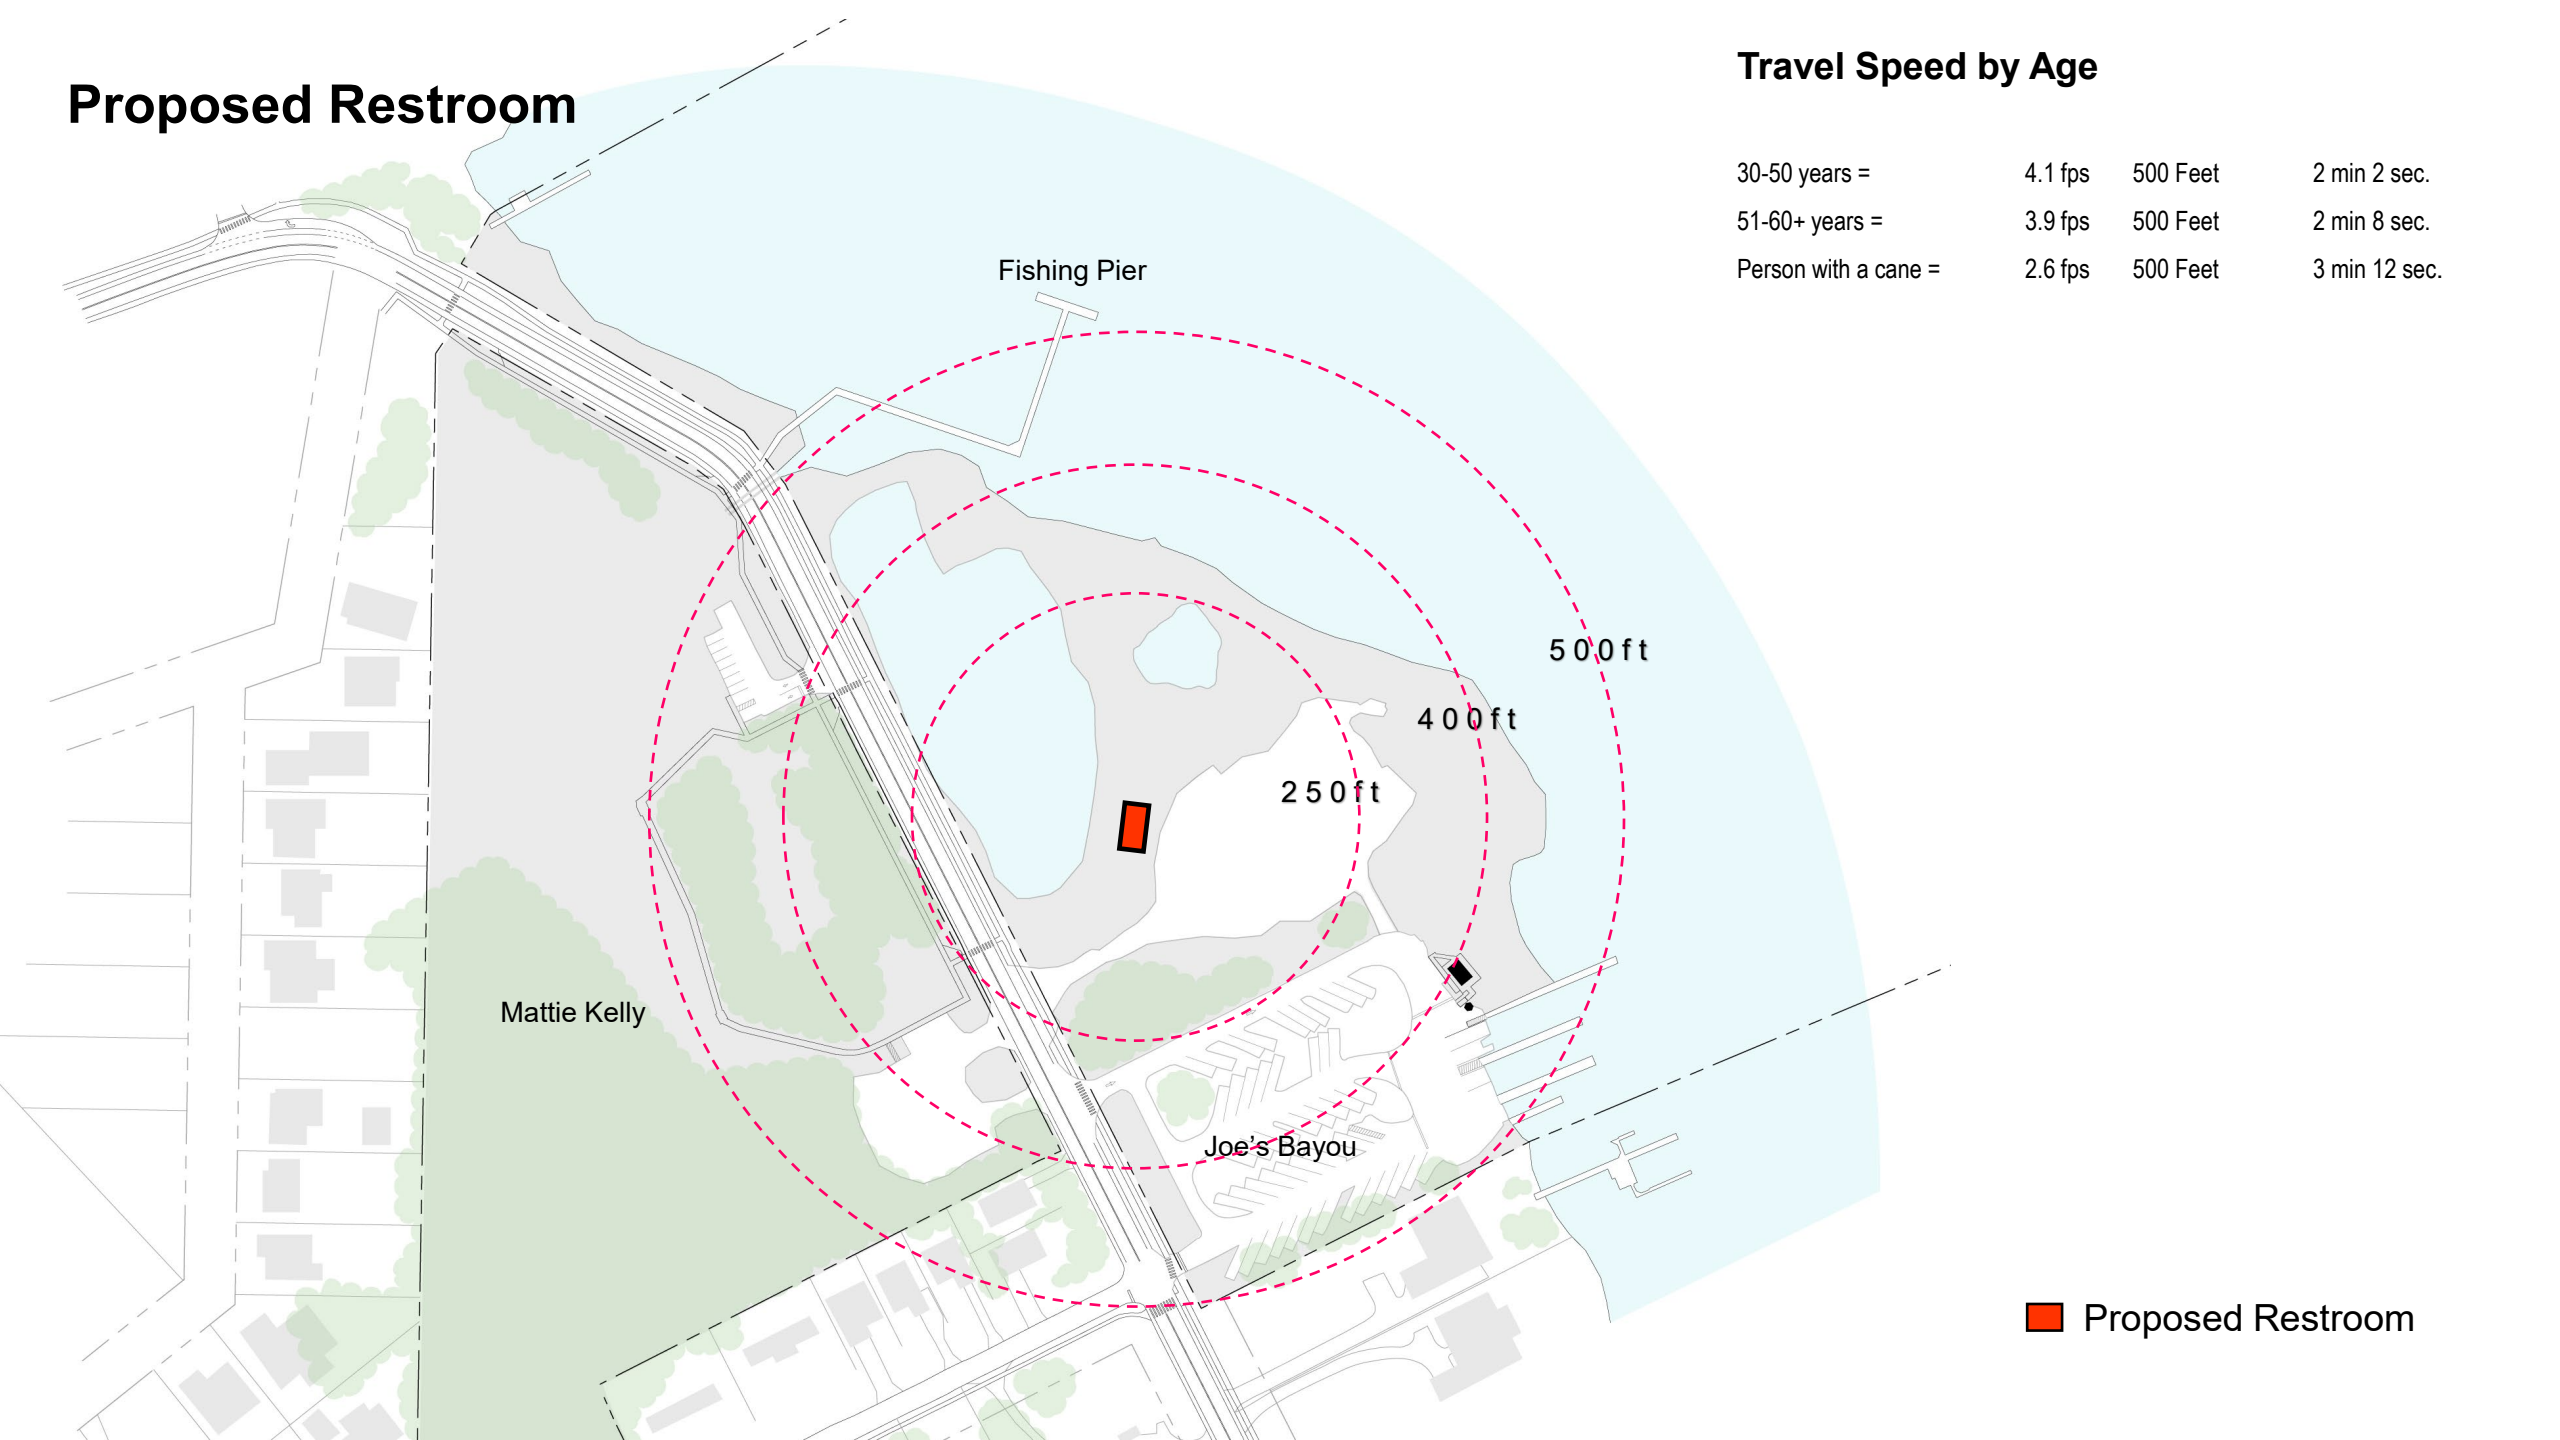 Proposed Restroom
Travel Speed by Age
30-50 years = 4.1 fps 500 Feet 2 min 2 sec.
51-60+ years = 3.9 fps 500 Feet 2 min 8 sec.
Person with a cane = 2.6 fps 500 Feet 3 min 12 sec.
Fishing Pier
500ft
400ft
250ft
Mattie Kelly
Joe's Bayou
Proposed Restroom